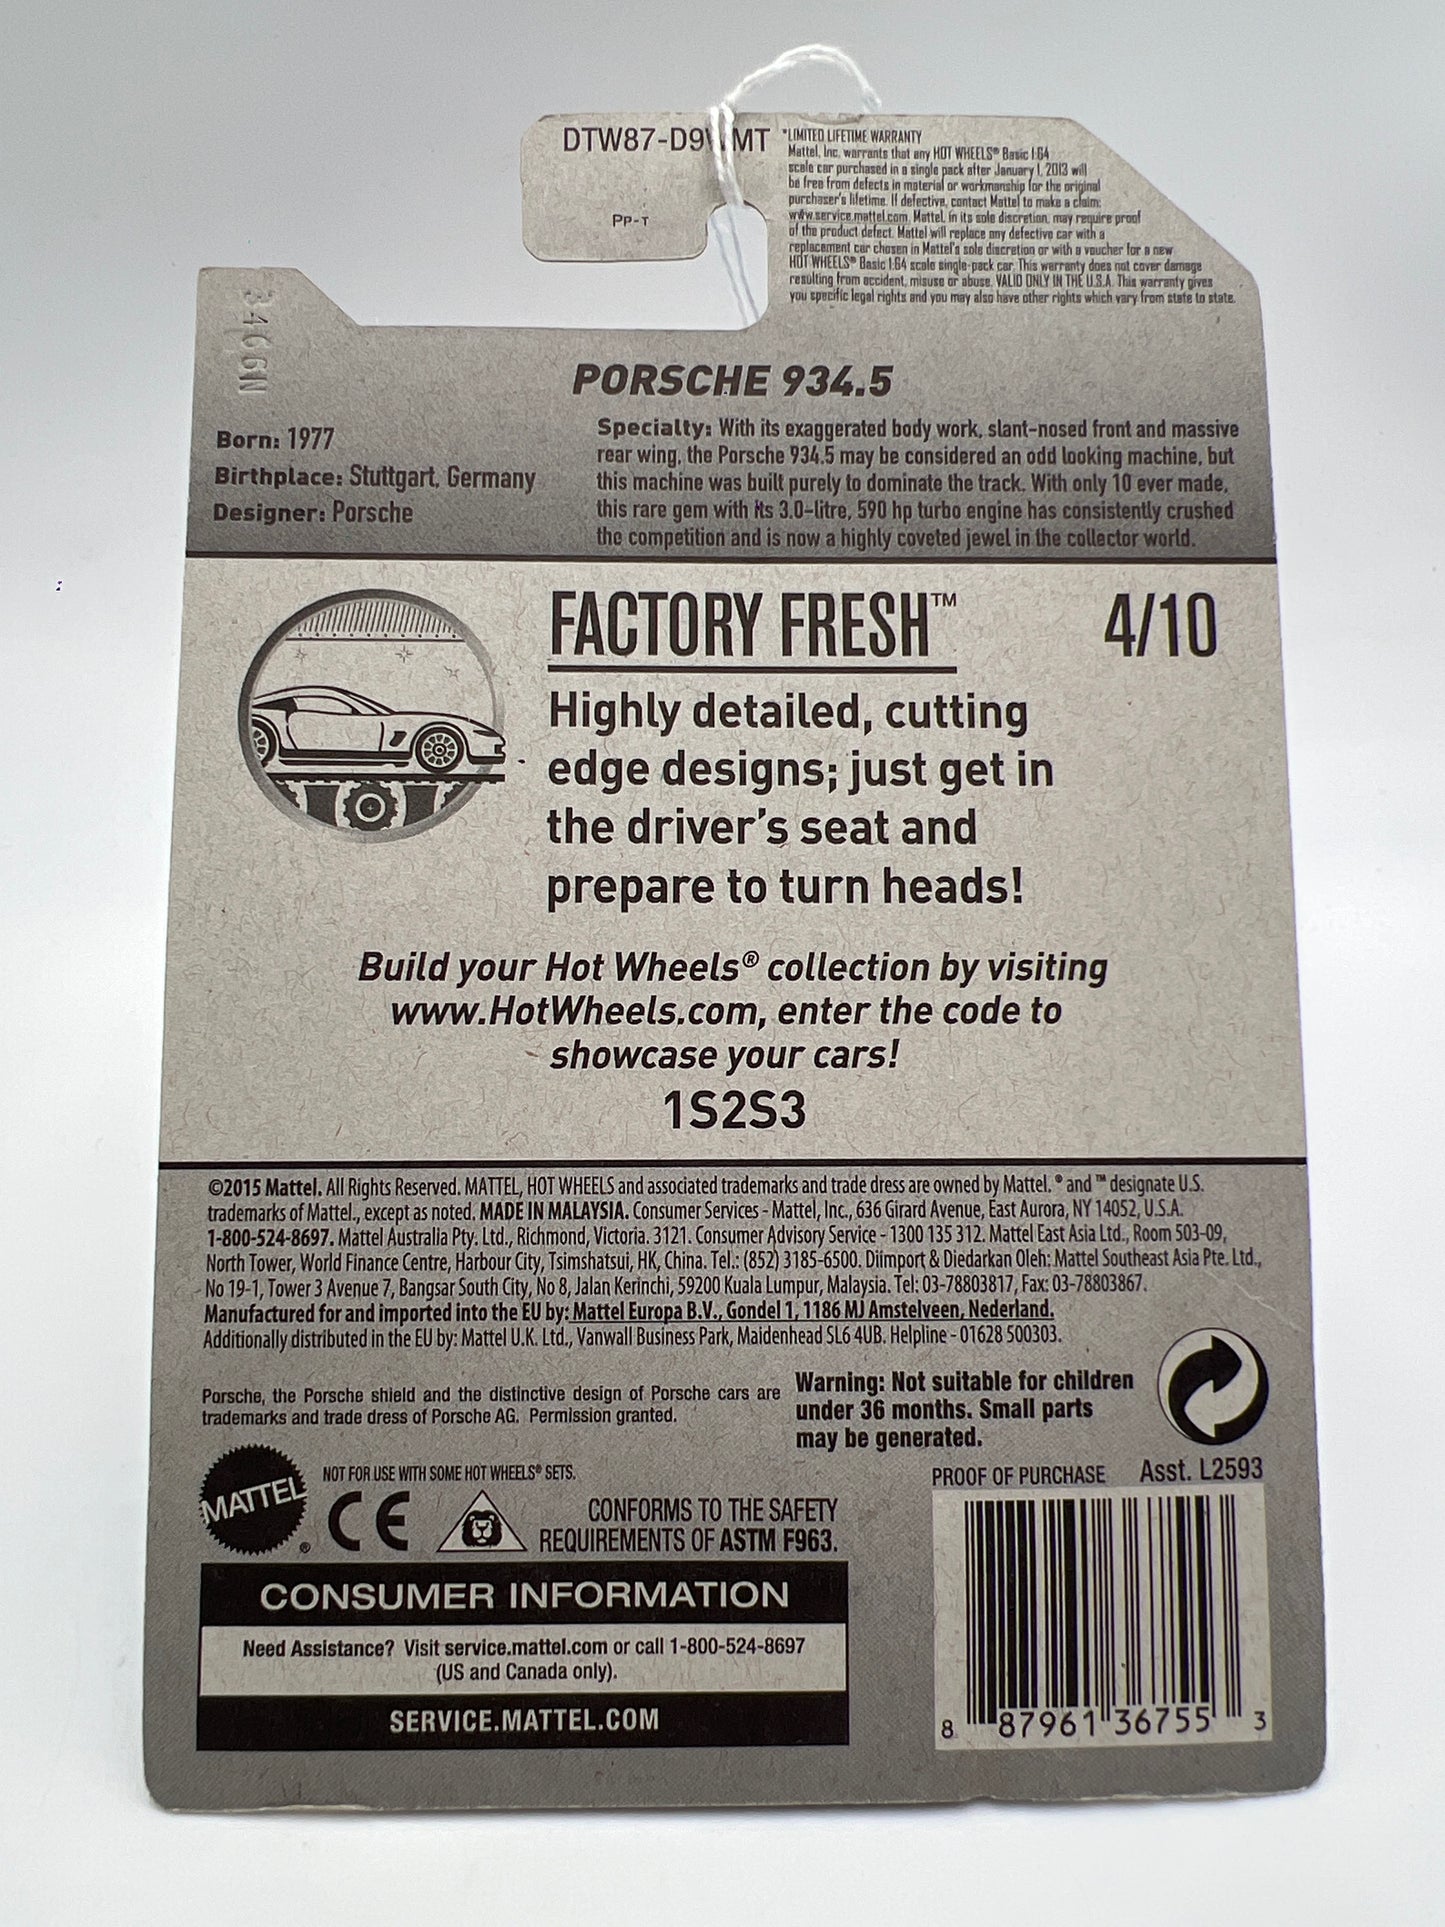 DTW87-D9
MT
Pp-T
*LIMITED LIFETIME WARRANTY
Mattel, Inc. warrants that any HOT WHEELS® Basic 1:64
scale car purchased in a single pack after January 1, 2013 will
be free from defects in material or workmanship for the original
purchaser's lifetime. If defective, contact Mattel to make a claim:
www.service.mattel.com. Mattel, in its sole discretion, may require proof
of the product defect. Mattel will replace any defective car with a
replacement car chosen in Mattel's sole discretion or with a voucher for a new
HOT WHEELS® Basic 1:64 scale single-pack car. This warranty does not cover damage
resulting from accident, misuse or abuse. VALID ONLY IN THE U.S.A. This warranty gives
you specific legal rights and you may also have other rights which vary from state to state.
PORSCHE 934.5
Born: 1977
Birthplace: Stuttgart, Germany
Designer: Porsche
Specialty: With its exaggerated body work, slant-nosed front and massive
rear wing, the Porsche 934.5 may be considered an odd looking machine, but
this machine was built purely to dominate the track. With only 10 ever made,
this rare gem with its 3.0-litre, 590 hp turbo engine has consistently crushed
the competition and is now a highly coveted jewel in the collector world.
FACTORY FRESH™ 4/10
Highly detailed, cutting
edge designs; just get in
the driver's seat and
prepare to turn heads!
Build your Hot Wheels® collection by visiting
www.HotWheels.com, enter the code to
showcase your cars!
1S2S3
©2015 Mattel. All Rights Reserved. MATTEL, HOT WHEELS and associated trademarks and trade dress are owned by Mattel. ® and ™ designate U.S.
trademarks of Mattel., except as noted. MADE IN MALAYSIA. Consumer Services - Mattel, Inc., 636 Girard Avenue, East Aurora, NY 14052, U.S.A.
1-800-524-8697. Mattel Australia Pty. Ltd., Richmond, Victoria. 3121. Consumer Advisory Service - 1300 135 312. Mattel East Asia Ltd., Room 503-09,
North Tower, World Finance Centre, Harbour City, Tsimshatsui, HK, China. Tel.: (852) 3185-6500. Diimport & Diedarkan Oleh: Mattel Southeast Asia Pte. Ltd.,
No 19-1, Tower 3 Avenue 7, Bangsar South City, No 8, Jalan Kerinchi, 59200 Kuala Lumpur, Malaysia. Tel: 03-78803817, Fax: 03-78803867.
Manufactured for and imported into the EU by: Mattel Europa B.V., Gondel 1, 1186 MJ Amstelveen, Nederland.
Additionally distributed in the EU by: Mattel U.K. Ltd., Vanwall Business Park, Maidenhead SL6 4UB. Helpline - 01628 500303.
Porsche, the Porsche shield and the distinctive design of Porsche cars are
trademarks and trade dress of Porsche AG. Permission granted.
Warning: Not suitable for children
under 36 months. Small parts
may be generated.
MATTEL®
NOT FOR USE WITH SOME HOT WHEELS® SETS.
CE
CONFORMS TO THE SAFETY
REQUIREMENTS OF ASTM F963.
PROOF OF PURCHASE Asst. L2593
CONSUMER INFORMATION
Need Assistance? Visit service.mattel.com or call 1-800-524-8697
(US and Canada only).
SERVICE.MATTEL.COM
8 87961 36755 3